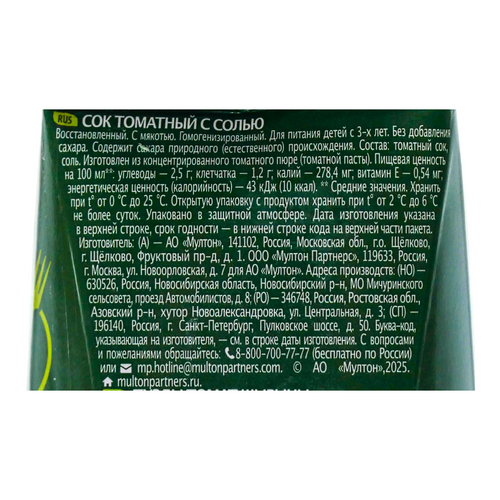 RUS СОК ТОМАТНЫЙ С СОЛЬЮ
Восстановленный. С мякотью. Гомогенизированный. Для питания детей с 3-х лет. Без добавления
сахара. Содержит сахара природного (естественного) происхождения. Состав: томатный сок,
соль. Изготовлен из концентрированного томатного пюре (томатной пасты). Пищевая ценность
на 100 мл**: углеводы — 2,5 г; клетчатка — 1,2 г; калий — 278,4 мг; витамин Е — 0,54 мг;
энергетическая ценность (калорийность) — 43 кДж (10 ккал). ** Средние значения. Хранить
при t° от 0 °С до 25 °С. Открытую упаковку с продуктом хранить при t° от 2 °С до 6 °С
не более суток. Упаковано в защитной атмосфере. Дата изготовления указана
в верхней строке, срок годности — в нижней строке кода на верхней части пакета.
Изготовитель: (А) — АО «Мултон», 141102, Россия, Московская обл., г.о. Щёлково,
г. Щёлково, Фруктовый пр-д, д. 1. ООО «Мултон Партнерс», 119633, Россия,
г. Москва, ул. Новоорловская, д. 7 для АО «Мултон». Адреса производств: (НО) —
630526, Россия, Новосибирская область, Новосибирский р-н, МО Мичуринского
сельсовета, проезд Автомобилистов, д. 8; (РО) — 346748, Россия, Ростовская обл.,
Азовский р-н, хутор Новоалександровка, ул. Центральная, д. 3; (СП) —
196140, Россия, г. Санкт-Петербург, Пулковское шоссе, д. 50. Буква-код,
указывающая на изготовителя, — см. в строке даты изготовления. С вопросами
и пожеланиями обращайтесь: 8-800-700-77-77 (бесплатно по России)
или mp.hotline@multonpartners.com. © АО «Мултон»,2025.
multonpartners.ru.